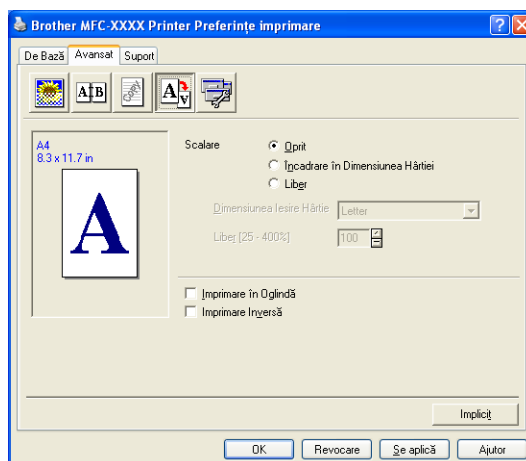 Brother MFC-XXXX Printer Preferinţe imprimare
De Bază Avansat Suport
A4
8.3 x 11.7 in
Scalare
Oprit
Încadrare în Dimensiunea Hârtiei
Liber
Dimensiunea Iesire Hârtie Letter
Liber [25 - 400%] 100
Imprimare în Oglindă
Imprimare Inversă
Implicit
OK Revocare Se aplică Ajutor